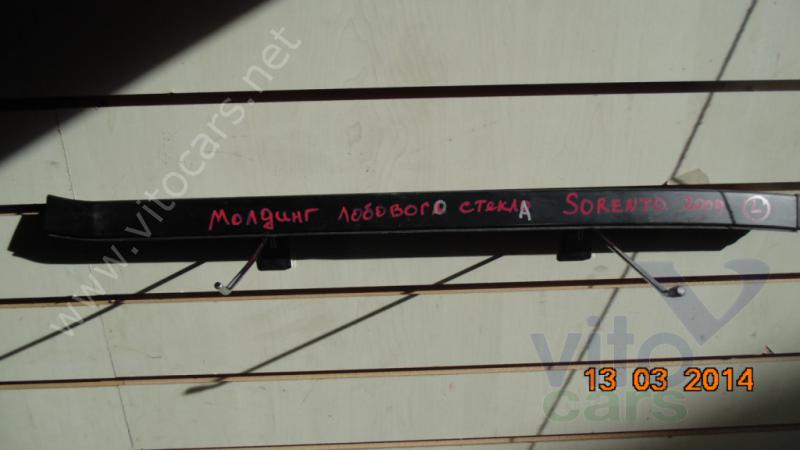 www.vitocars.net
Молдинг лобового стекла SORENTO 2009 L
vito
cars
13 03 2014